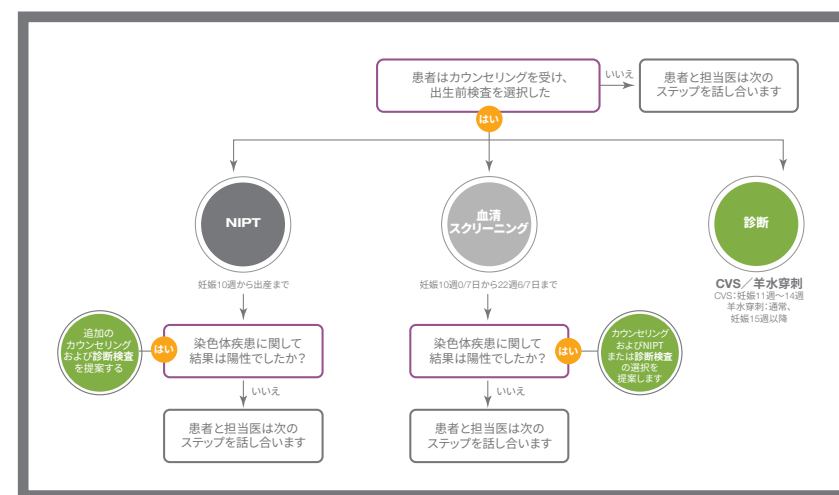 患者はカウンセリングを受け、
出生前検査を選択した
いいえ
患者と担当医は次の
ステップを話し合います
はい
NIPT
妊娠10週から出産まで
血清
スクリーニング
妊娠10週0/7日から22週6/7日まで
診断
CVS／羊水穿刺
CVS：妊娠11週～14週
羊水穿刺：通常、
妊娠15週以降
追加の
カウンセリング
および診断検査
を提案する
はい
染色体疾患に関して
結果は陽性でしたか？
いいえ
患者と担当医は次の
ステップを話し合います
染色体疾患に関して
結果は陽性でしたか？
はい
カウンセリング
およびNIPT
または診断検査
の選択を
提案します
いいえ
患者と担当医は次の
ステップを話し合います